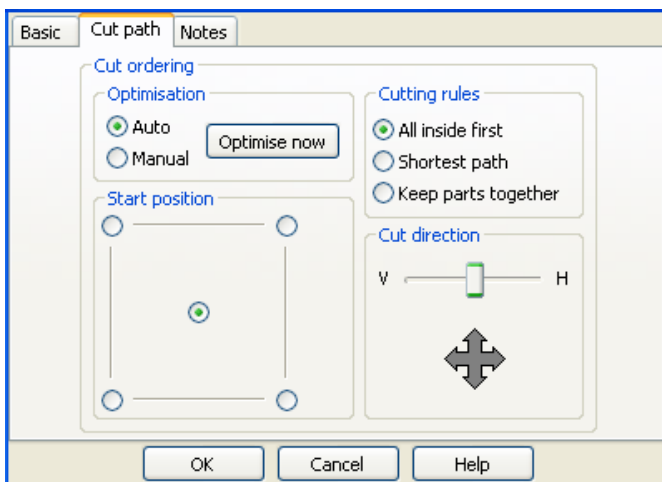 Basic Cut path Notes
Cut ordering
Optimisation
Auto
Manual
Optimise now
Cutting rules
All inside first
Shortest path
Keep parts together
Start position
Cut direction
V H
OK Cancel Help